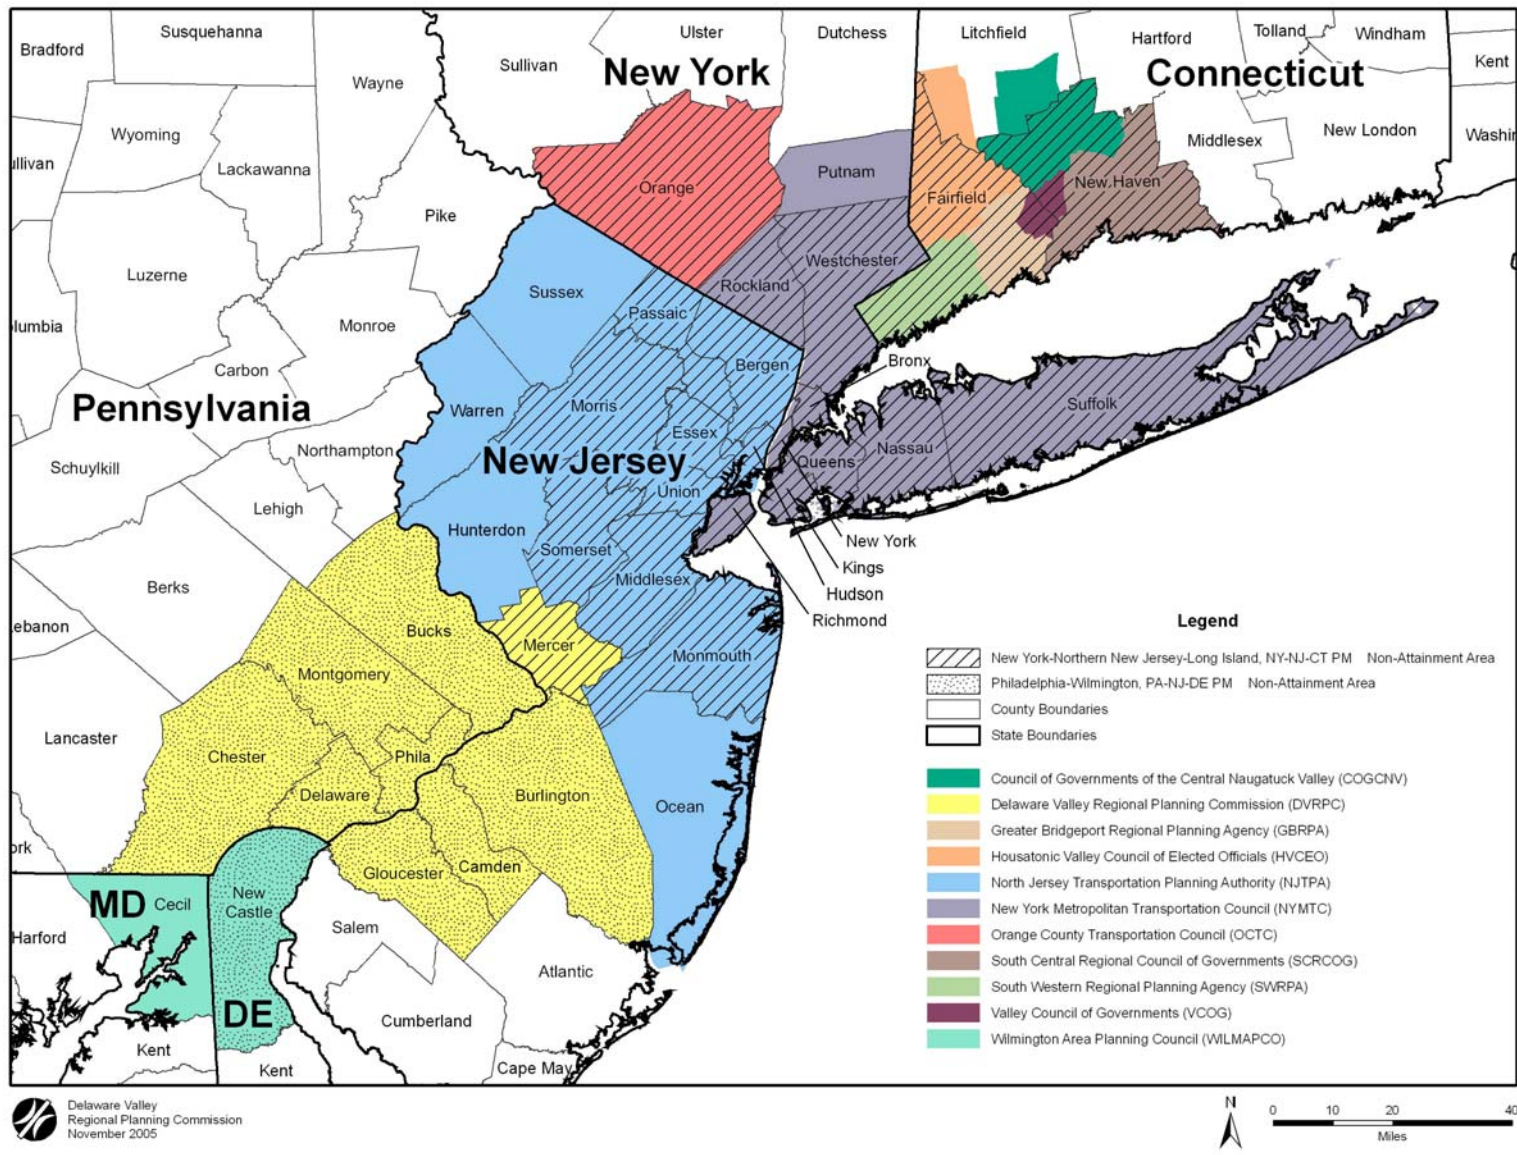 Susquehanna
Ulster
Dutchess
Litchfield
Tolland
Windham
Hartford
Bradford
Sullivan
Kent
New York
Connecticut
Wayne
Wyoming
New London
Washin
Middlesex
ullivan
Lackawanna
Putnam
Orange
New Haven
Fairfield
Pike
Westchester
Luzerne
Rockland
Sussex
Passaic
lumbia
Monroe
Bronx
Bergen
Carbon
Suffolk
Pennsylvania
Morris
Warren
Essex
Nassau
Northampton
New Jersey
Queens
Schuylkill
Union
Lehigh
Hunterdon
New York
Somerset
Kings
Middlesex
Berks
Hudson
Richmond
ebanon
Bucks
Mercer
Monmouth
Montgomery
Lancaster
Chester
Phila.
Delaware
Burlington
Ocean
ork
Camden
Gloucester
New
Castle
MD
Cecil
Salem
Harford
Atlantic
DE
Cumberland
Kent
Kent
Cape May
Legend
New York-Northern New Jersey-Long Island, NY-NJ-CT PM Non-Attainment Area
Philadelphia-Wilmington, PA-NJ-DE PM Non-Attainment Area
County Boundaries
State Boundaries
Council of Governments of the Central Naugatuck Valley (COGCNV)
Delaware Valley Regional Planning Commission (DVRPC)
Greater Bridgeport Regional Planning Agency (GBRPA)
Housatonic Valley Council of Elected Officials (HVCEO)
North Jersey Transportation Planning Authority (NJTPA)
New York Metropolitan Transportation Council (NYMTC)
Orange County Transportation Council (OCTC)
South Central Regional Council of Governments (SCRCOG)
South Western Regional Planning Agency (SWRPA)
Valley Council of Governments (VCOG)
Wilmington Area Planning Council (WILMAPCO)
Delaware Valley
Regional Planning Commission
November 2005
N
0 10 20 40
Miles